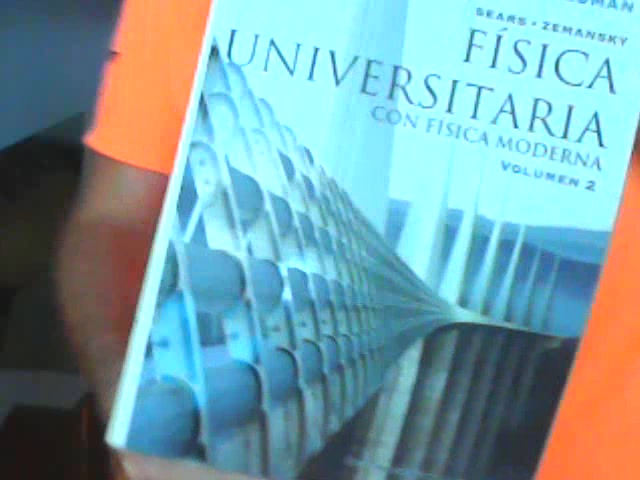 SEARS • ZEMANSKY
FÍSICA
UNIVERSITARIA
CON FÍSICA MODERNA
VOLUMEN 2